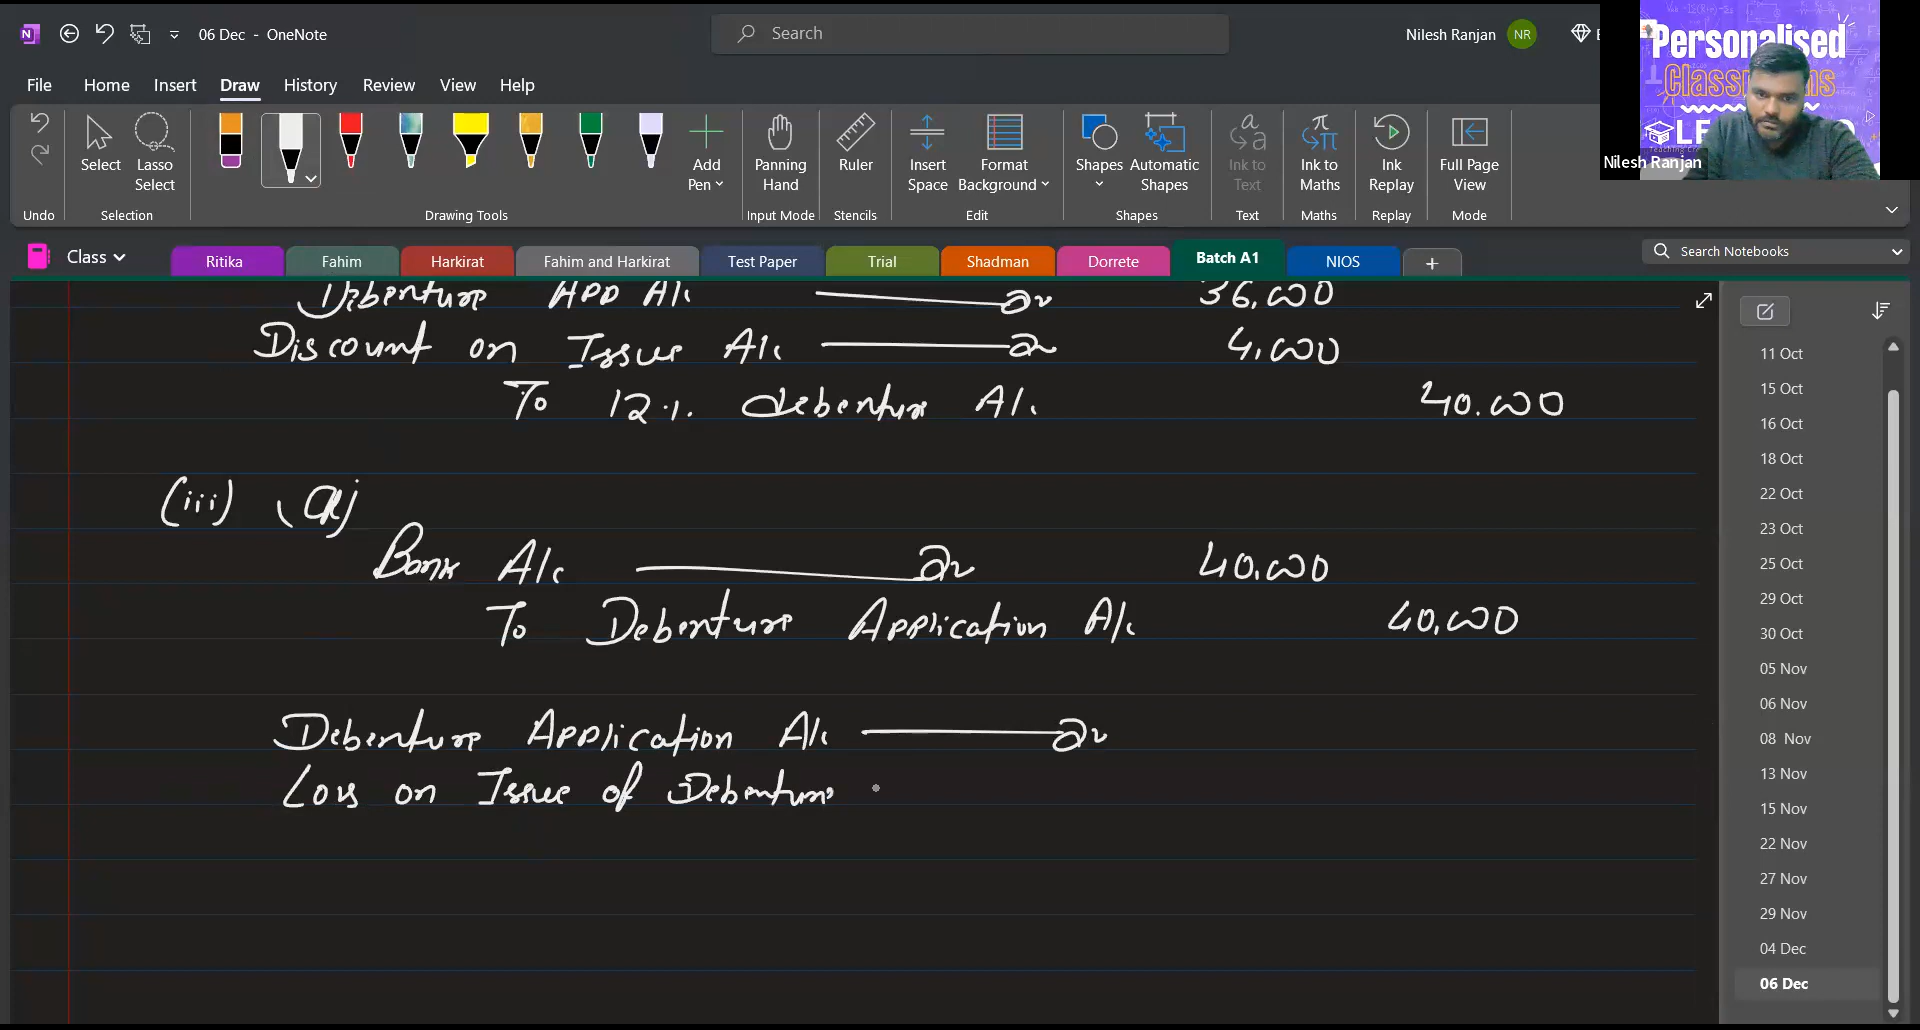 06 Dec - OneNote
Search
Nilesh Ranjan NR
File Home Insert Draw History Review View Help
Select
Lasso Select
Add Pen
Panning Hand
Ruler
Insert Space
Format Background
Shapes
Automatic Shapes
Ink to Text
Ink to Maths
Ink Replay
Full Page View
Undo Selection Drawing Tools Input Mode Stencils Edit Shapes Text Maths Replay Mode
Personalised
Nilesh Ranjan
Class Ritika Fahim Harkirat Fahim and Harkirat Test Paper Trial Shadman Dorrete Batch A1 NIOS
Search Notebooks
Debenture App A/c Dr 36,000
Discount on Issue A/c Dr 4,000
To 12 %. debenture A/c 40,000
(iii)
Bank A/c Dr 40,000
To Debenture Application A/c 40,000
Debenture Application A/c Dr
Loss on Issue of Debentures
11 Oct
15 Oct
16 Oct
18 Oct
22 Oct
23 Oct
25 Oct
29 Oct
30 Oct
05 Nov
06 Nov
08 Nov
13 Nov
15 Nov
22 Nov
27 Nov
29 Nov
04 Dec
06 Dec